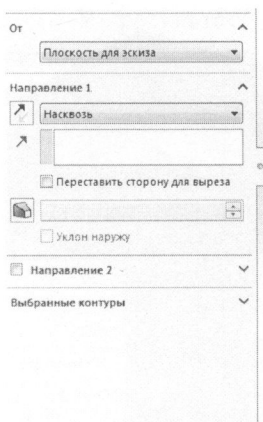 От
Плоскость для эскиза
Направление 1
Насквозь
Переставить сторону для выреза
Уклон наружу
Направление 2
Выбранные контуры